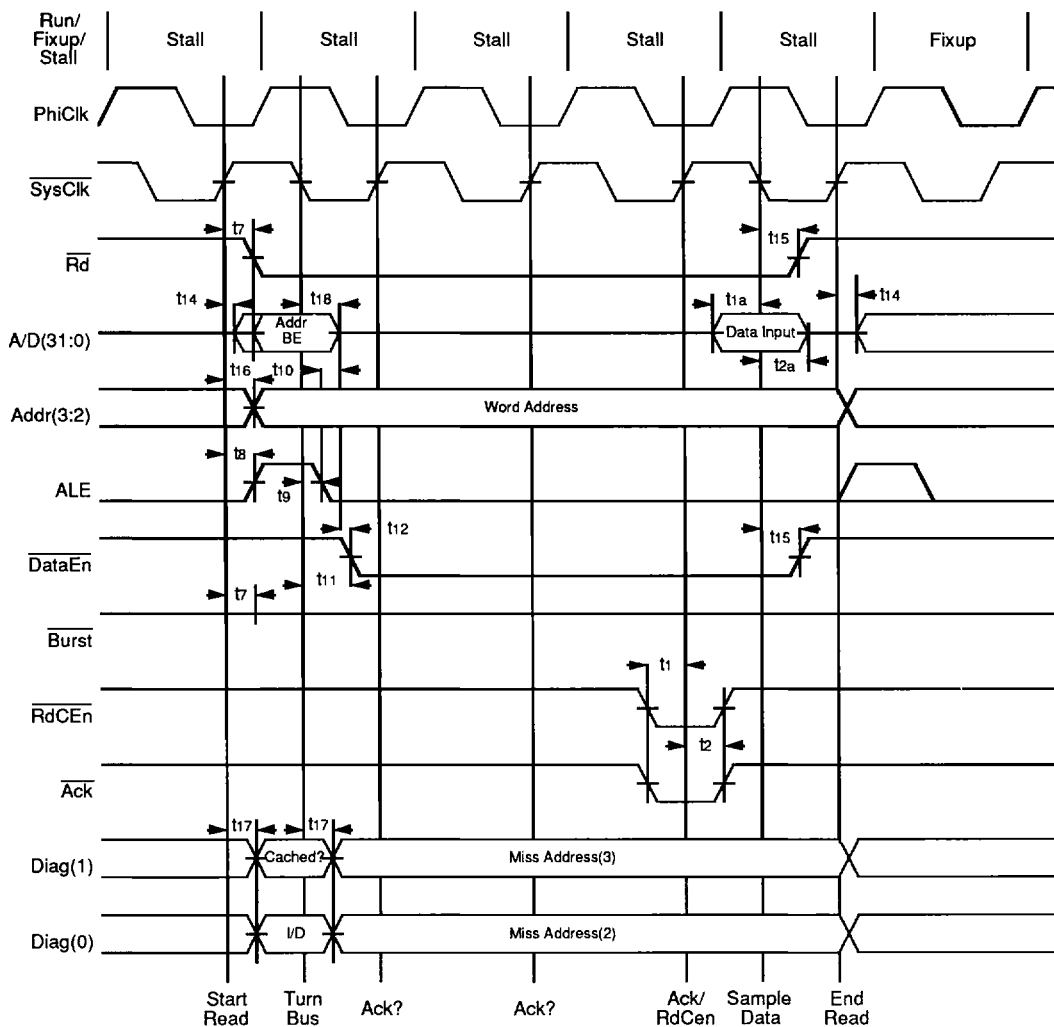 Run/
Fixup/
Stall
Stall
Stall
Stall
Stall
Stall
Fixup
PhiClk
SysClk
t7
t15
Rd
t14
t18
t1a
t14
A/D(31:0)
Addr
BE
Data Input
t16
t10
t2a
Addr(3:2)
Word Address
t8
ALE
t9
t12
t15
DataEn
t11
t7
Burst
t1
RdCEn
t2
Ack
t17
t17
Diag(1)
Cached?
Miss Address(3)
Diag(0)
I/D
Miss Address(2)
Start
Read
Turn
Bus
Ack?
Ack?
Ack/
RdCen
Sample
Data
End
Read